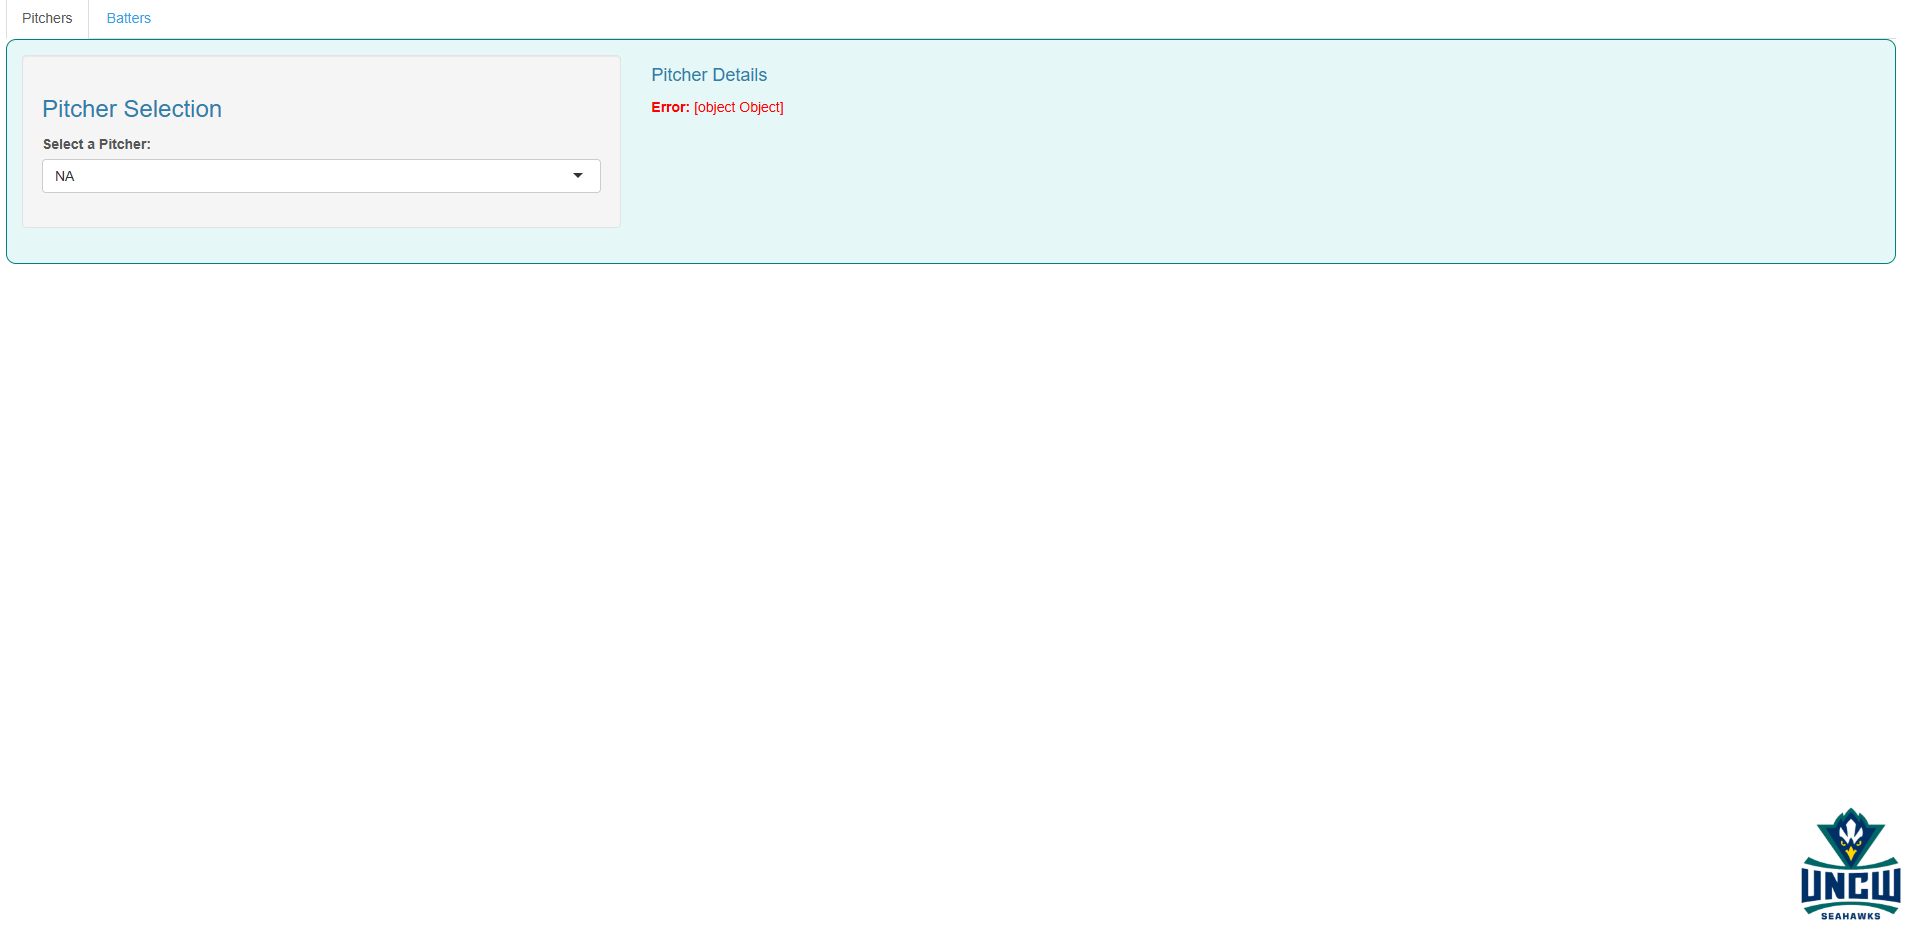 Pitchers
Batters
Pitcher Selection
Select a Pitcher:
NA
Pitcher Details
Error: [object Object]
UNCW
SEAHAWKS